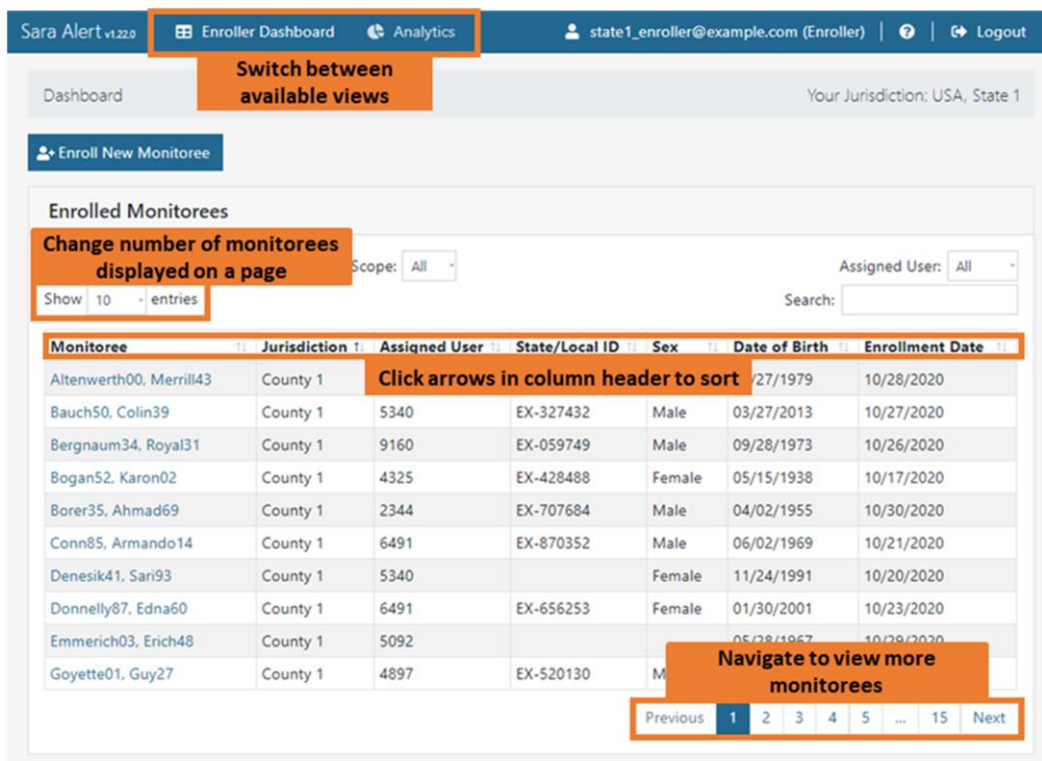 Sara Alert v1.22.0 Enroller Dashboard Analytics state1_enroller@example.com (Enroller) | ? | Logout
Switch between
available views
Dashboard Your Jurisdiction: USA, State 1
Enroll New Monitoree
Enrolled Monitorees
Change number of monitorees
displayed on a page
Scope: All Assigned User: All
Show 10 entries Search:
Monitoree Jurisdiction Assigned User State/Local ID Sex Date of Birth Enrollment Date
Altenwerth00, Merrill43 County 1 /27/1979 10/28/2020
Click arrows in column header to sort
Bauch50, Colin39 County 1 5340 EX-327432 Male 03/27/2013 10/27/2020
Bergnaum34, Royal31 County 1 9160 EX-059749 Male 09/28/1973 10/26/2020
Bogan52, Karon02 County 1 4325 EX-428488 Female 05/15/1938 10/17/2020
Borer35, Ahmad69 County 1 2344 EX-707684 Male 04/02/1955 10/30/2020
Conn85, Armando14 County 1 6491 EX-870352 Male 06/02/1969 10/21/2020
Denesik41, Sari93 County 1 5340 Female 11/24/1991 10/20/2020
Donnelly87, Edna60 County 1 6491 EX-656253 Female 01/30/2001 10/23/2020
Emmerich03, Erich48 County 1 5092 05/28/1967 10/29/2020
Goyette01, Guy27 County 1 4897 EX-520130 M
Navigate to view more
monitorees
Previous 1 2 3 4 5 ... 15 Next